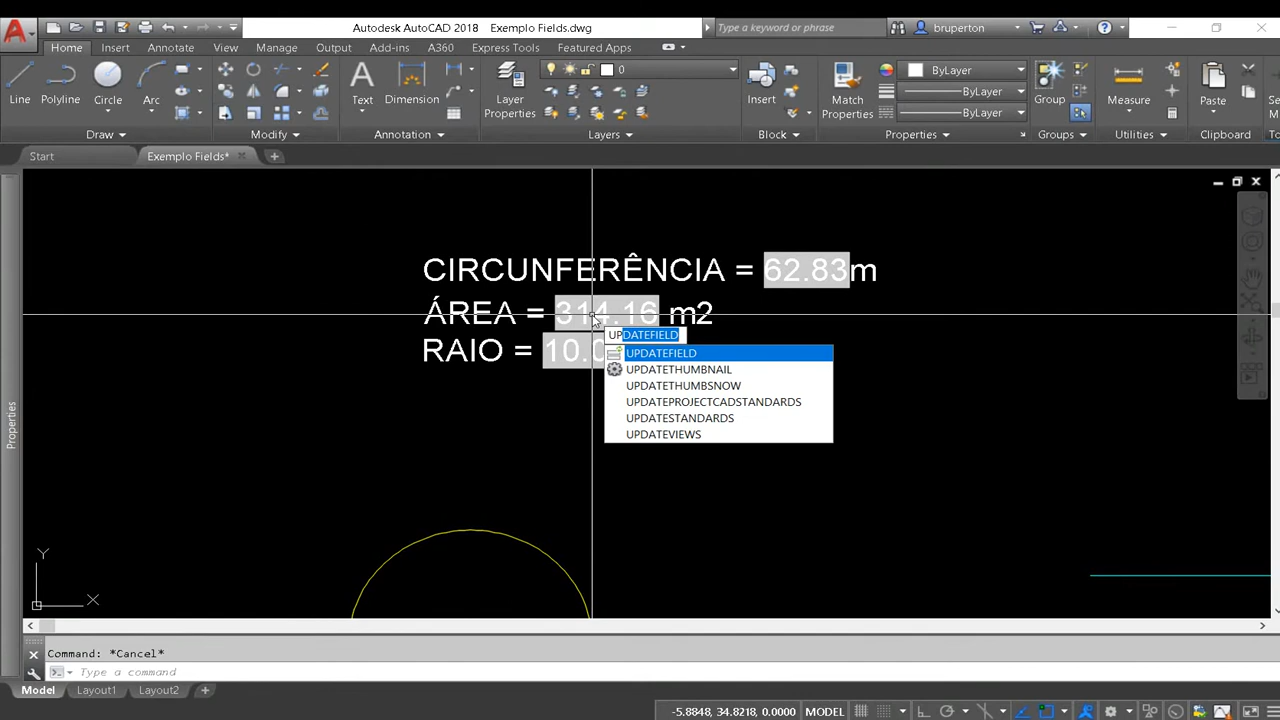 Autodesk AutoCAD 2018 Exemplo Fields.dwg
Type a keyword or phrase
bruperton
Home Insert Annotate View Manage Output Add-ins A360 Express Tools Featured Apps
0
ByLayer
ByLayer
ByLayer
Line Polyline Circle Arc
Text Dimension
Layer Properties
Insert
Match Properties
Group
Measure
Paste
Draw Modify Annotation Layers Block Properties Groups Utilities Clipboard
Start Exemplo Fields*
CIRCUNFERÊNCIA = 62.83m
ÁREA = 314.16 m2
RAIO = 10.0
UPDATEFIELD
UPDATEFIELD
UPDATETHUMBNAIL
UPDATETHUMBSNOW
UPDATEPROJECTCADSTANDARDS
UPDATESTANDARDS
UPDATEVIEWS
Properties
Y
X
Command: *Cancel*
Type a command
Model Layout1 Layout2
-5.8848, 34.8218, 0.0000 MODEL